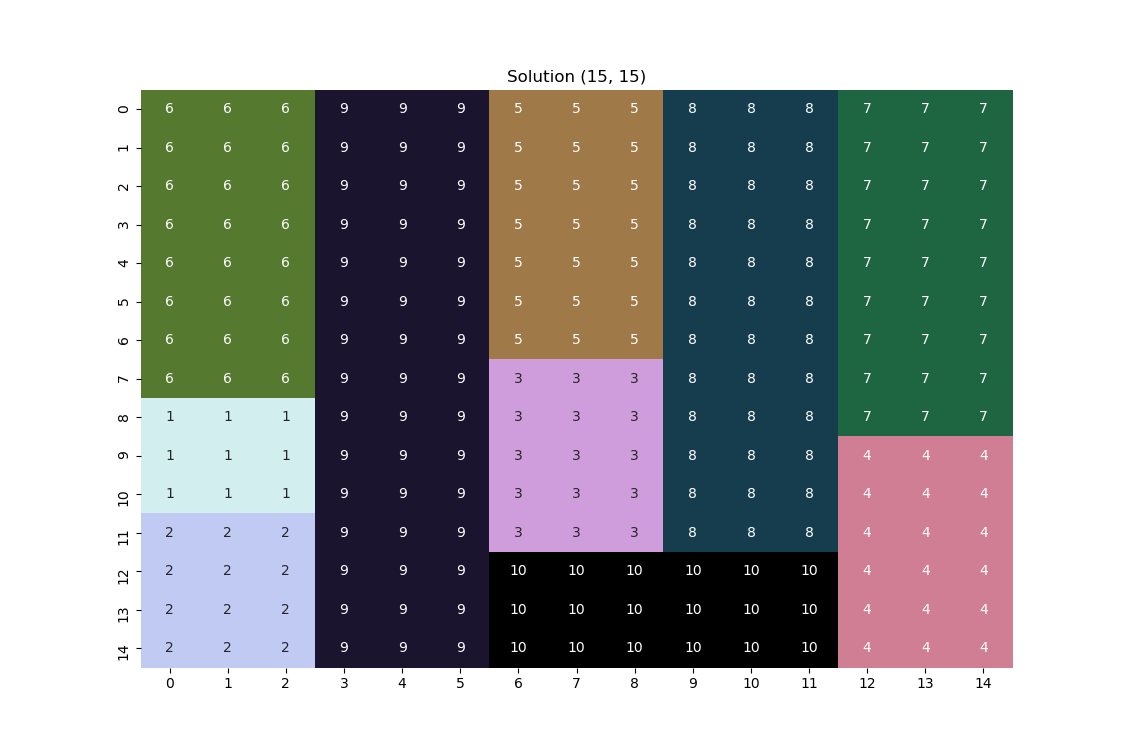 Solution (15, 15)
0 6 6 6 9 9 9 5 5 5 8 8 8 7 7 7
1 6 6 6 9 9 9 5 5 5 8 8 8 7 7 7
2 6 6 6 9 9 9 5 5 5 8 8 8 7 7 7
3 6 6 6 9 9 9 5 5 5 8 8 8 7 7 7
4 6 6 6 9 9 9 5 5 5 8 8 8 7 7 7
5 6 6 6 9 9 9 5 5 5 8 8 8 7 7 7
6 6 6 6 9 9 9 5 5 5 8 8 8 7 7 7
7 6 6 6 9 9 9 3 3 3 8 8 8 7 7 7
8 1 1 1 9 9 9 3 3 3 8 8 8 7 7 7
9 1 1 1 9 9 9 3 3 3 8 8 8 4 4 4
10 1 1 1 9 9 9 3 3 3 8 8 8 4 4 4
11 2 2 2 9 9 9 3 3 3 8 8 8 4 4 4
12 2 2 2 9 9 9 10 10 10 10 10 10 4 4 4
13 2 2 2 9 9 9 10 10 10 10 10 10 4 4 4
14 2 2 2 9 9 9 10 10 10 10 10 10 4 4 4
0 1 2 3 4 5 6 7 8 9 10 11 12 13 14